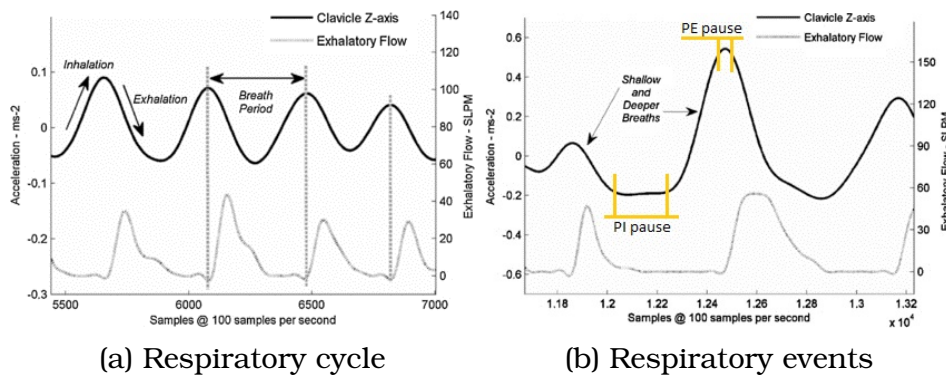 Clavicle Z-axis
Exhalatory Flow
Inhalation
Exhalation
Breath
Period
Acceleration - ms-2
0.1
0
-0.1
-0.2
-0.3
5500
6000
6500
7000
Samples @ 100 samples per second
140
120
100
80
60
40
20
0
Exhalatory Flow - SLPM
(a) Respiratory cycle
PE pause
Clavicle Z-axis
Exhalatory Flow
Shallow
and
Deeper
Breaths
PI pause
Acceleration - ms-2
0.6
0.4
0.2
0
-0.2
-0.4
-0.6
1.18
1.2
1.22
1.24
1.26
1.28
1.3
1.32
x 10⁴
Samples @ 100 samples per second
150
100
50
0
Exhalatory Flow - SLPM
(b) Respiratory events